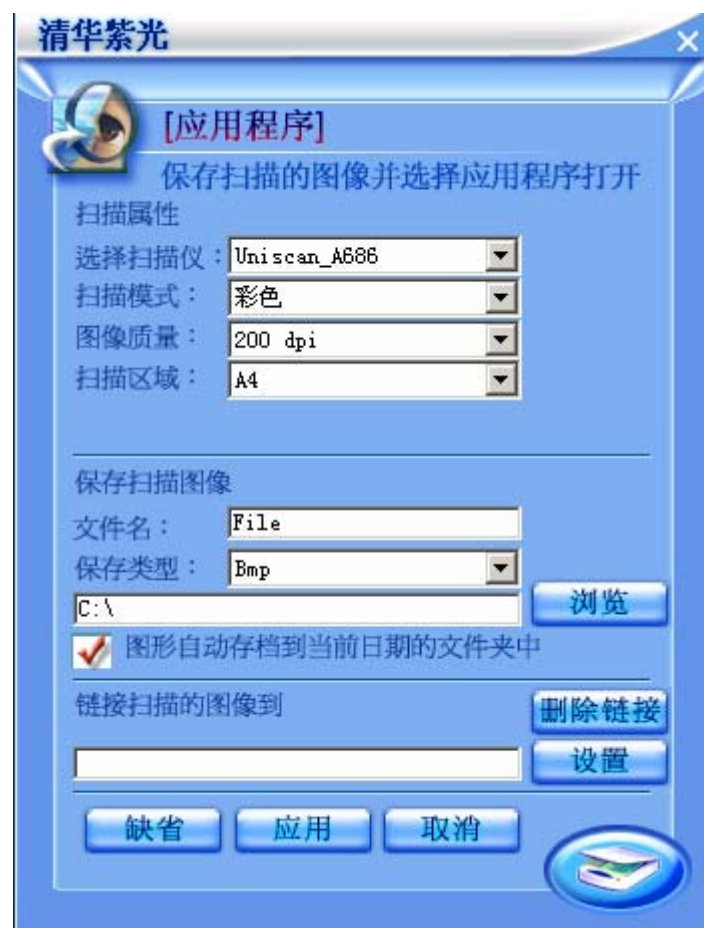 清华紫光
[应用程序]
保存扫描的图像并选择应用程序打开
扫描属性
选择扫描仪： Uniscan_A686
扫描模式： 彩色
图像质量： 200 dpi
扫描区域： A4
保存扫描图像
文件名： File
保存类型： Bmp
C:\ 浏览
图形自动存档到当前日期的文件夹中
链接扫描的图像到 删除链接
设置
缺省 应用 取消